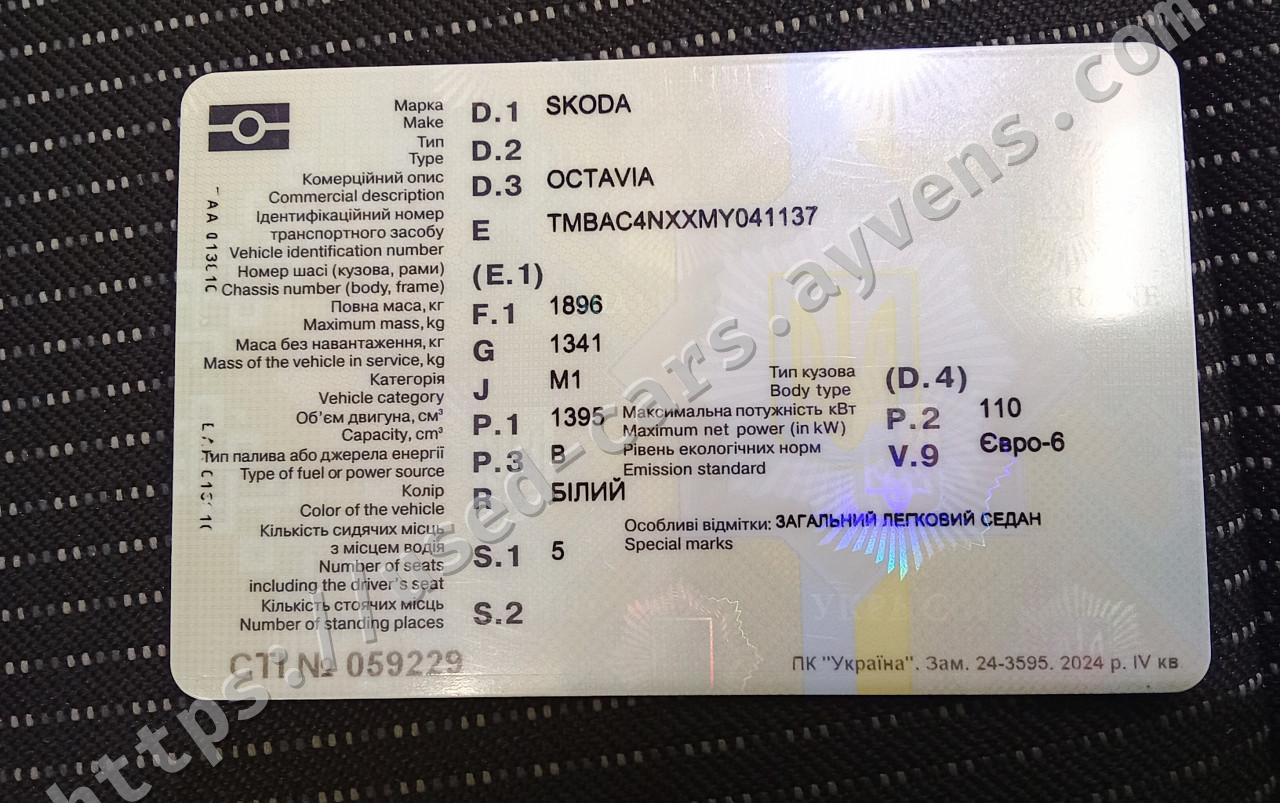 Марка
Make D.1 SKODA
Тип
Type D.2
Комерційний опис
Commercial description D.3 OCTAVIA
Ідентифікаційний номер
транспортного засобу E TMBAC4NXXMY041137
Vehicle identification number
Номер шасі (кузова, рами) (E.1)
Chassis number (body, frame)
Повна маса, кг F.1 1896
Maximum mass, kg
Маса без навантаження, кг G 1341
Mass of the vehicle in service, kg
Категорія J M1
Vehicle category
Тип кузова (D.4)
Body type
Об'єм двигуна, см³ P.1 1395
Capacity, cm³
Максимальна потужність кВт P.2 110
Maximum net power (in kW)
Тип палива або джерела енергії P.3 B
Type of fuel or power source
Рівень екологічних норм V.9 Євро-6
Emission standard
Колір R БІЛИЙ
Color of the vehicle
Особливі відмітки: ЗАГАЛЬНИЙ ЛЕГКОВИЙ СЕДАН
Special marks
Кількість сидячих місць
з місцем водія S.1 5
Number of seats
including the driver's seat
Кількість стоячих місць S.2
Number of standing places
СТІ № 059229
ПК "Україна". Зам. 24-3595. 2024 р. IV кв
https://used-cars.ayvens.com